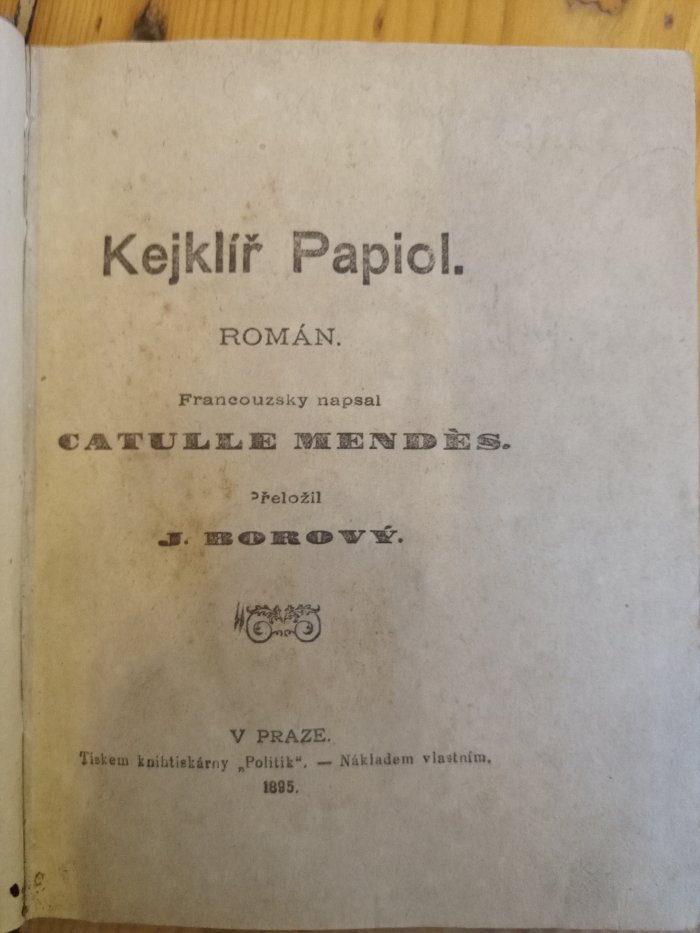 Kejklíř Papiol.
ROMÁN.
Francouzsky napsal
CATULLE MENDÈS.
Přeložil
J. BOROVÝ.
V PRAZE.
Tiskem knihtiskárny „Politik“. — Nákladem vlastním.
1895.